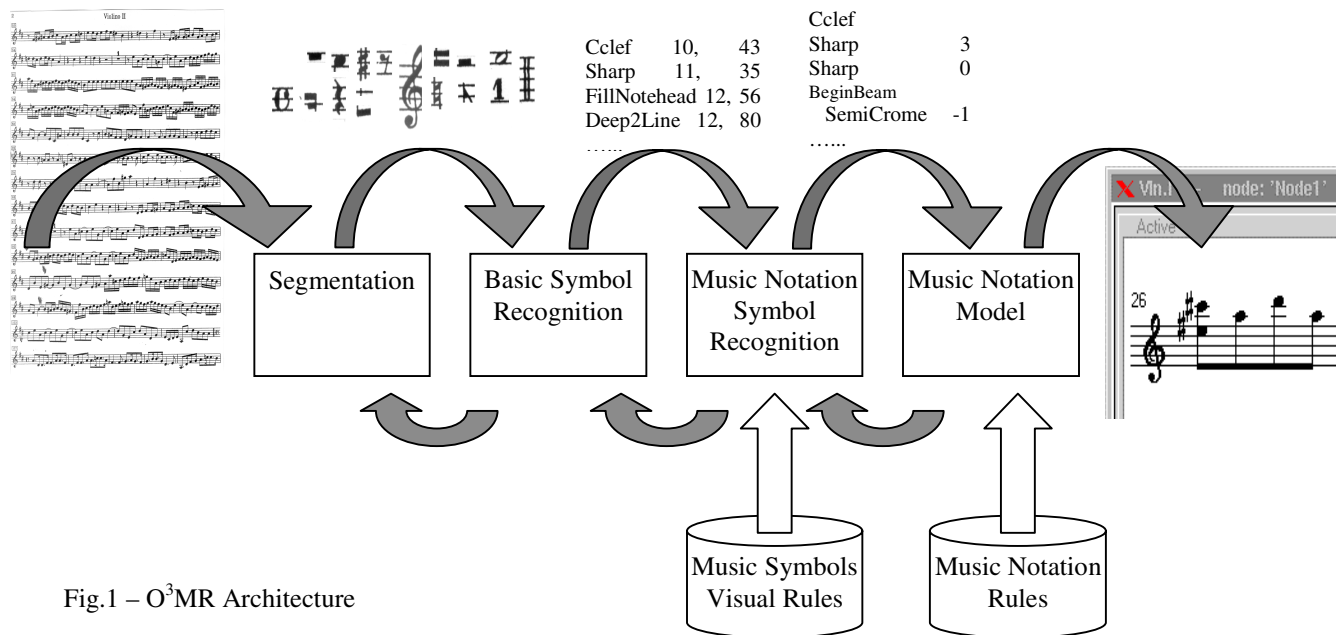 Violino II
Cclef 10, 43
Sharp 11, 35
FillNotehead 12, 56
Deep2Line 12, 80
…...
Cclef
Sharp 3
Sharp 0
BeginBeam
SemiCrome -1
…...
node: 'Node1'
Active
26
Segmentation
Basic Symbol
Recognition
Music Notation
Symbol
Recognition
Music Notation
Model
Music Symbols
Visual Rules
Music Notation
Rules
Fig.1 – O³MR Architecture